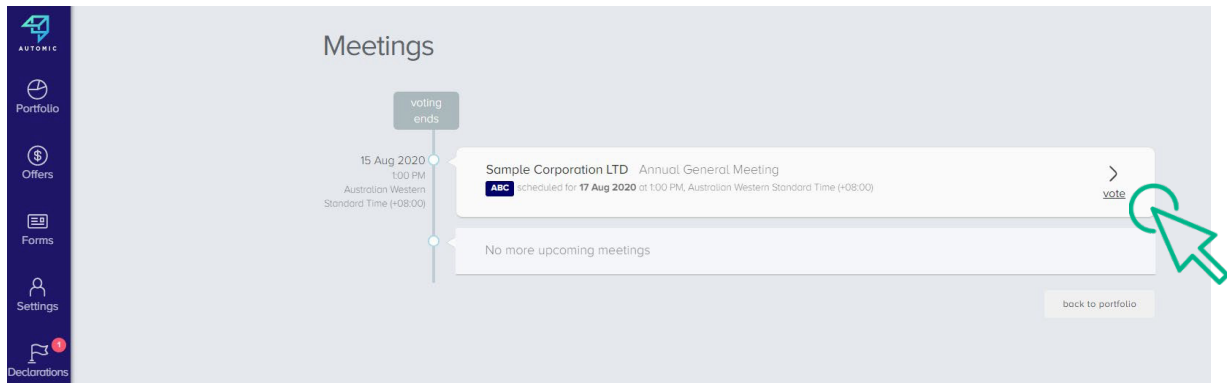 AUTOMIC
Portfolio
Offers
Forms
Settings
1
Declarations
Meetings
voting
ends
15 Aug 2020
1:00 PM
Australian Western
Standard Time (+08:00)
Sample Corporation LTD Annual General Meeting
ABC scheduled for 17 Aug 2020 at 1:00 PM, Australian Western Standard Time (+08:00)
vote
No more upcoming meetings
back to portfolio